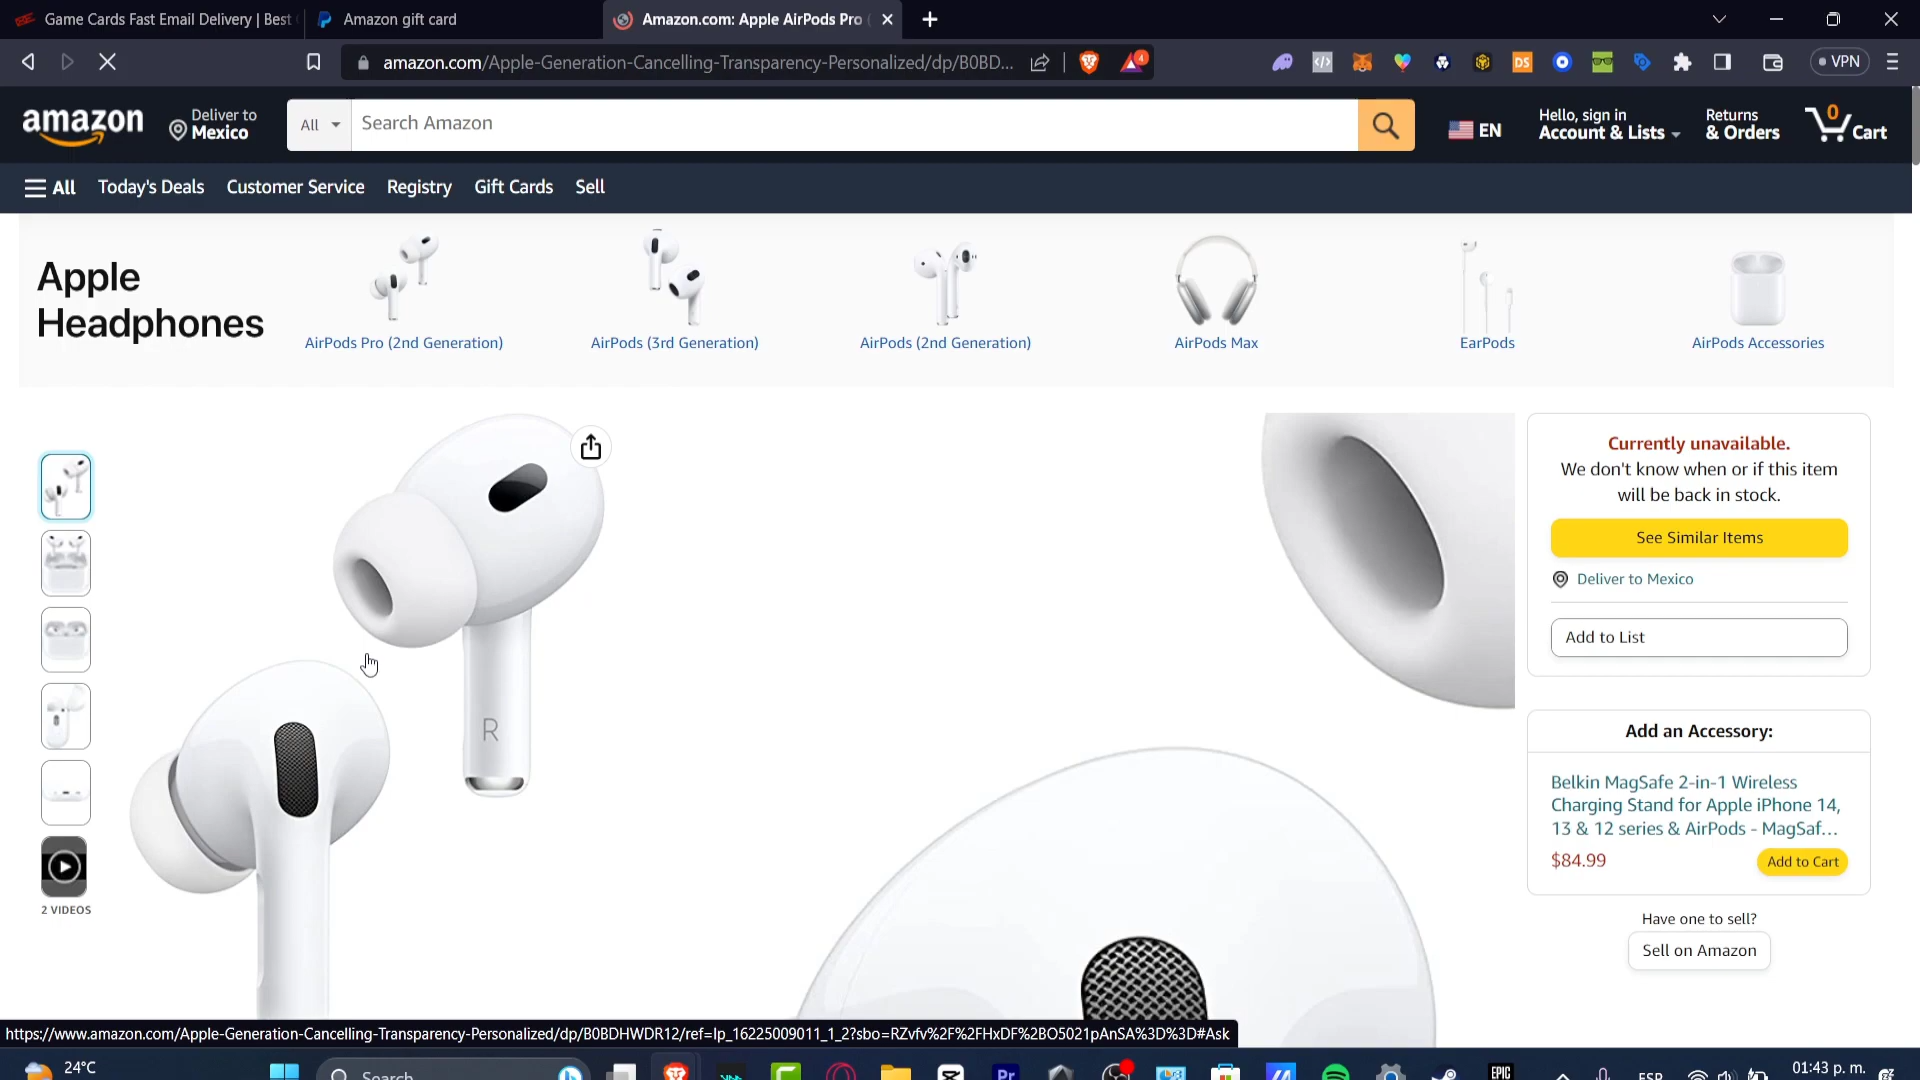 Game Cards Fast Email Delivery | Best
Amazon gift card
Amazon.com: Apple AirPods Pro (
amazon.com/Apple-Generation-Cancelling-Transparency-Personalized/dp/B0BD...
4
DS
VPN
amazon
Deliver to
Mexico
All
Search Amazon
EN
Hello, sign in
Account & Lists
Returns
& Orders
0
Cart
All
Today's Deals
Customer Service
Registry
Gift Cards
Sell
Apple
Headphones
AirPods Pro (2nd Generation)
AirPods (3rd Generation)
AirPods (2nd Generation)
AirPods Max
EarPods
AirPods Accessories
R
2 VIDEOS
Currently unavailable.
We don't know when or if this item
will be back in stock.
See Similar Items
Deliver to Mexico
Add to List
Add an Accessory:
Belkin MagSafe 2-in-1 Wireless
Charging Stand for Apple iPhone 14,
13 & 12 series & AirPods - MagSaf...
$84.99
Add to Cart
Have one to sell?
Sell on Amazon
https://www.amazon.com/Apple-Generation-Cancelling-Transparency-Personalized/dp/B0BDHWDR12/ref=lp_16225009011_1_2?sbo=RZvfv%2F%2FHxDF%2BO5021pAnSA%3D%3D#Ask
24°C
Search
Pr
EPIC
ESP
01:43 p. m.